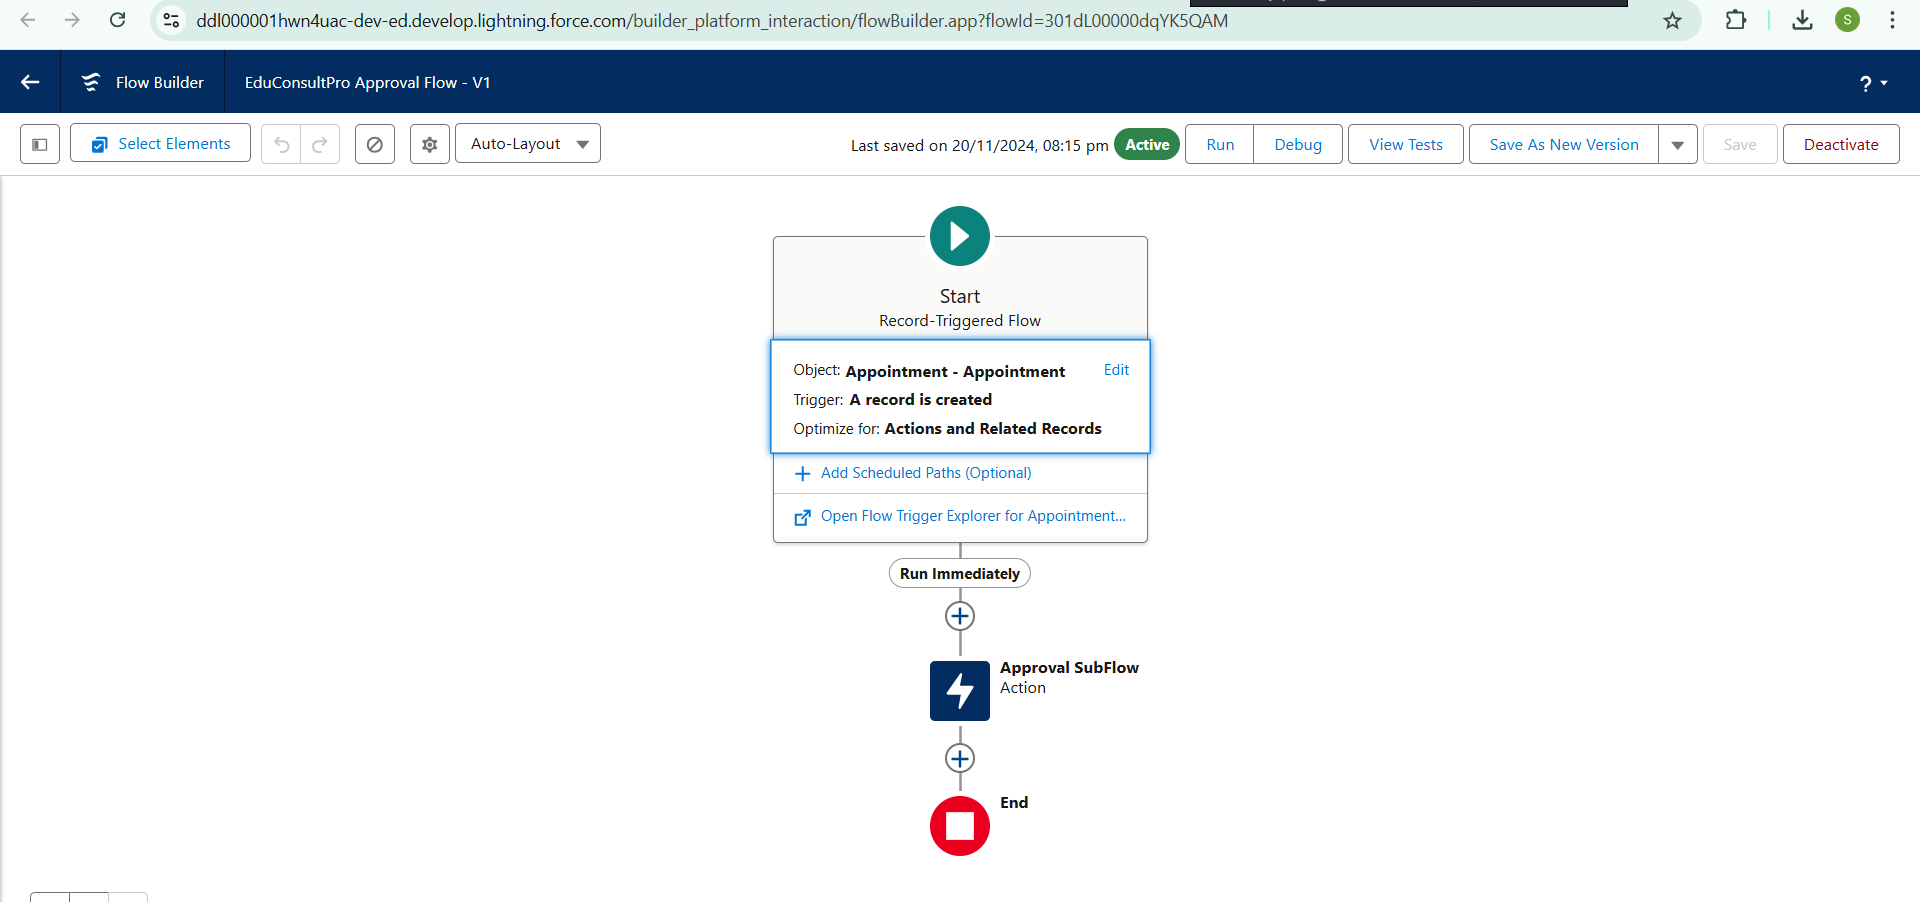 ddl000001hwn4uac-dev-ed.develop.lightning.force.com/builder_platform_interaction/flowBuilder.app?flowId=301dL00000dqYK5QAM
S
Flow Builder
EduConsultPro Approval Flow - V1
?
Select Elements
Auto-Layout
Last saved on 20/11/2024, 08:15 pm
Active
Run
Debug
View Tests
Save As New Version
Save
Deactivate
Start
Record-Triggered Flow
Object: Appointment - Appointment
Edit
Trigger: A record is created
Optimize for: Actions and Related Records
Add Scheduled Paths (Optional)
Open Flow Trigger Explorer for Appointment...
Run Immediately
Approval SubFlow
Action
End